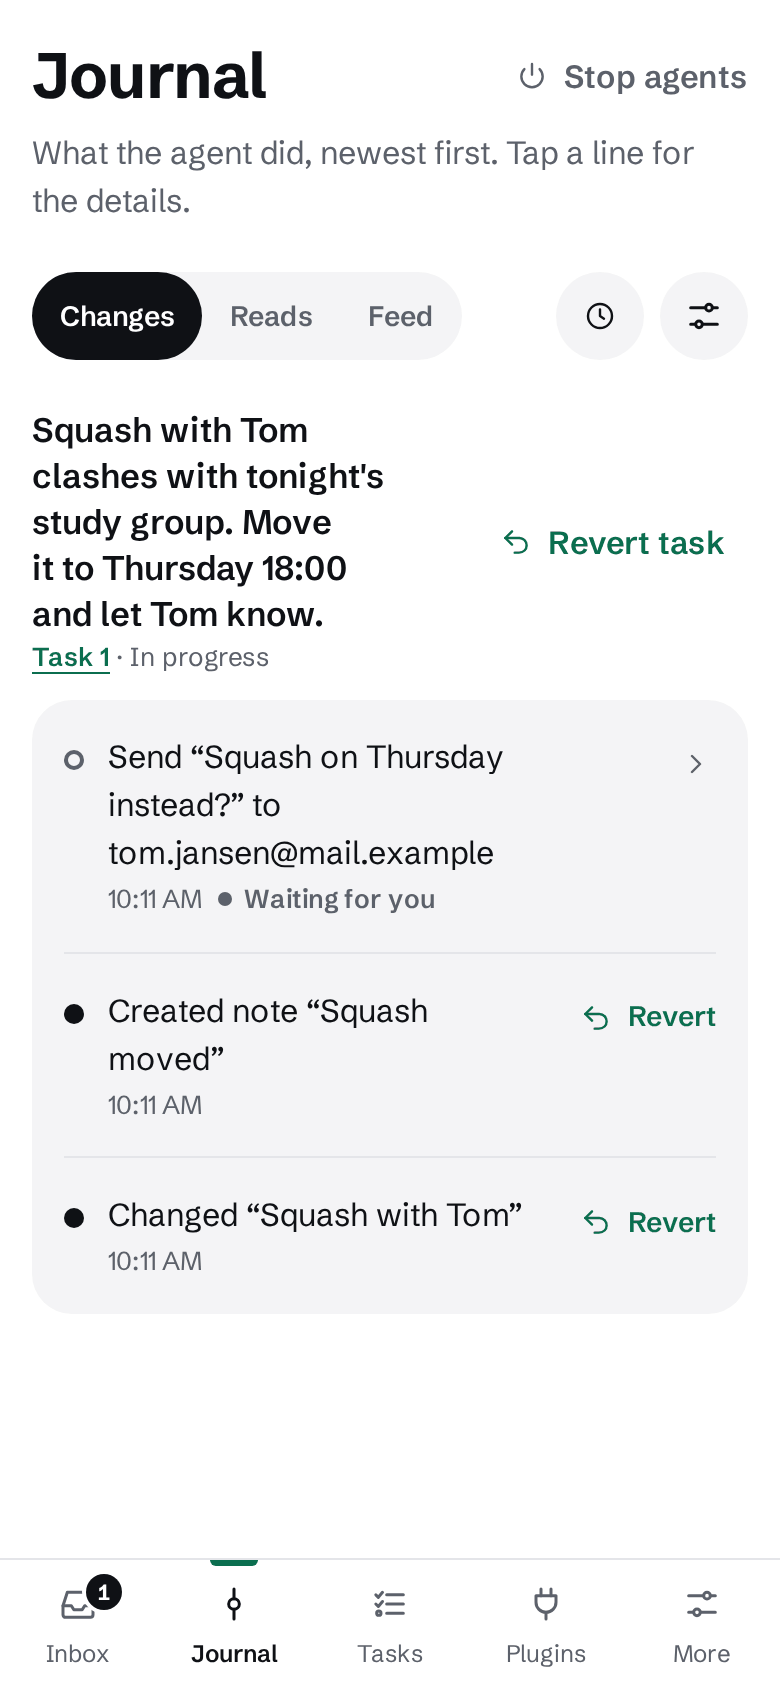 Journal
Stop agents
What the agent did, newest first. Tap a line for
the details.
Changes
Reads
Feed
Squash with Tom
clashes with tonight's
study group. Move
it to Thursday 18:00
and let Tom know.
Revert task
Task 1 · In progress
Send “Squash on Thursday
instead?” to
tom.jansen@mail.example
10:11 AM ● Waiting for you
Created note “Squash
moved”
Revert
10:11 AM
Changed “Squash with Tom”
Revert
10:11 AM
1
Inbox
Journal
Tasks
Plugins
More